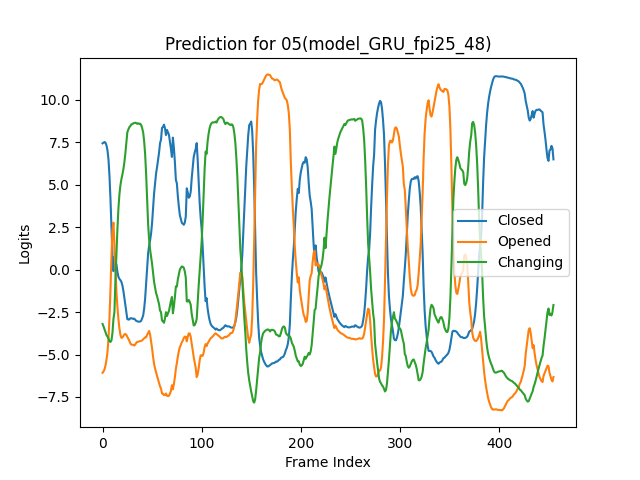 Prediction for 05(model_GRU_fpi25_48)
Logits
10.0
7.5
5.0
2.5
0.0
−2.5
−5.0
−7.5
Closed
Opened
Changing
0 100 200 300 400
Frame Index